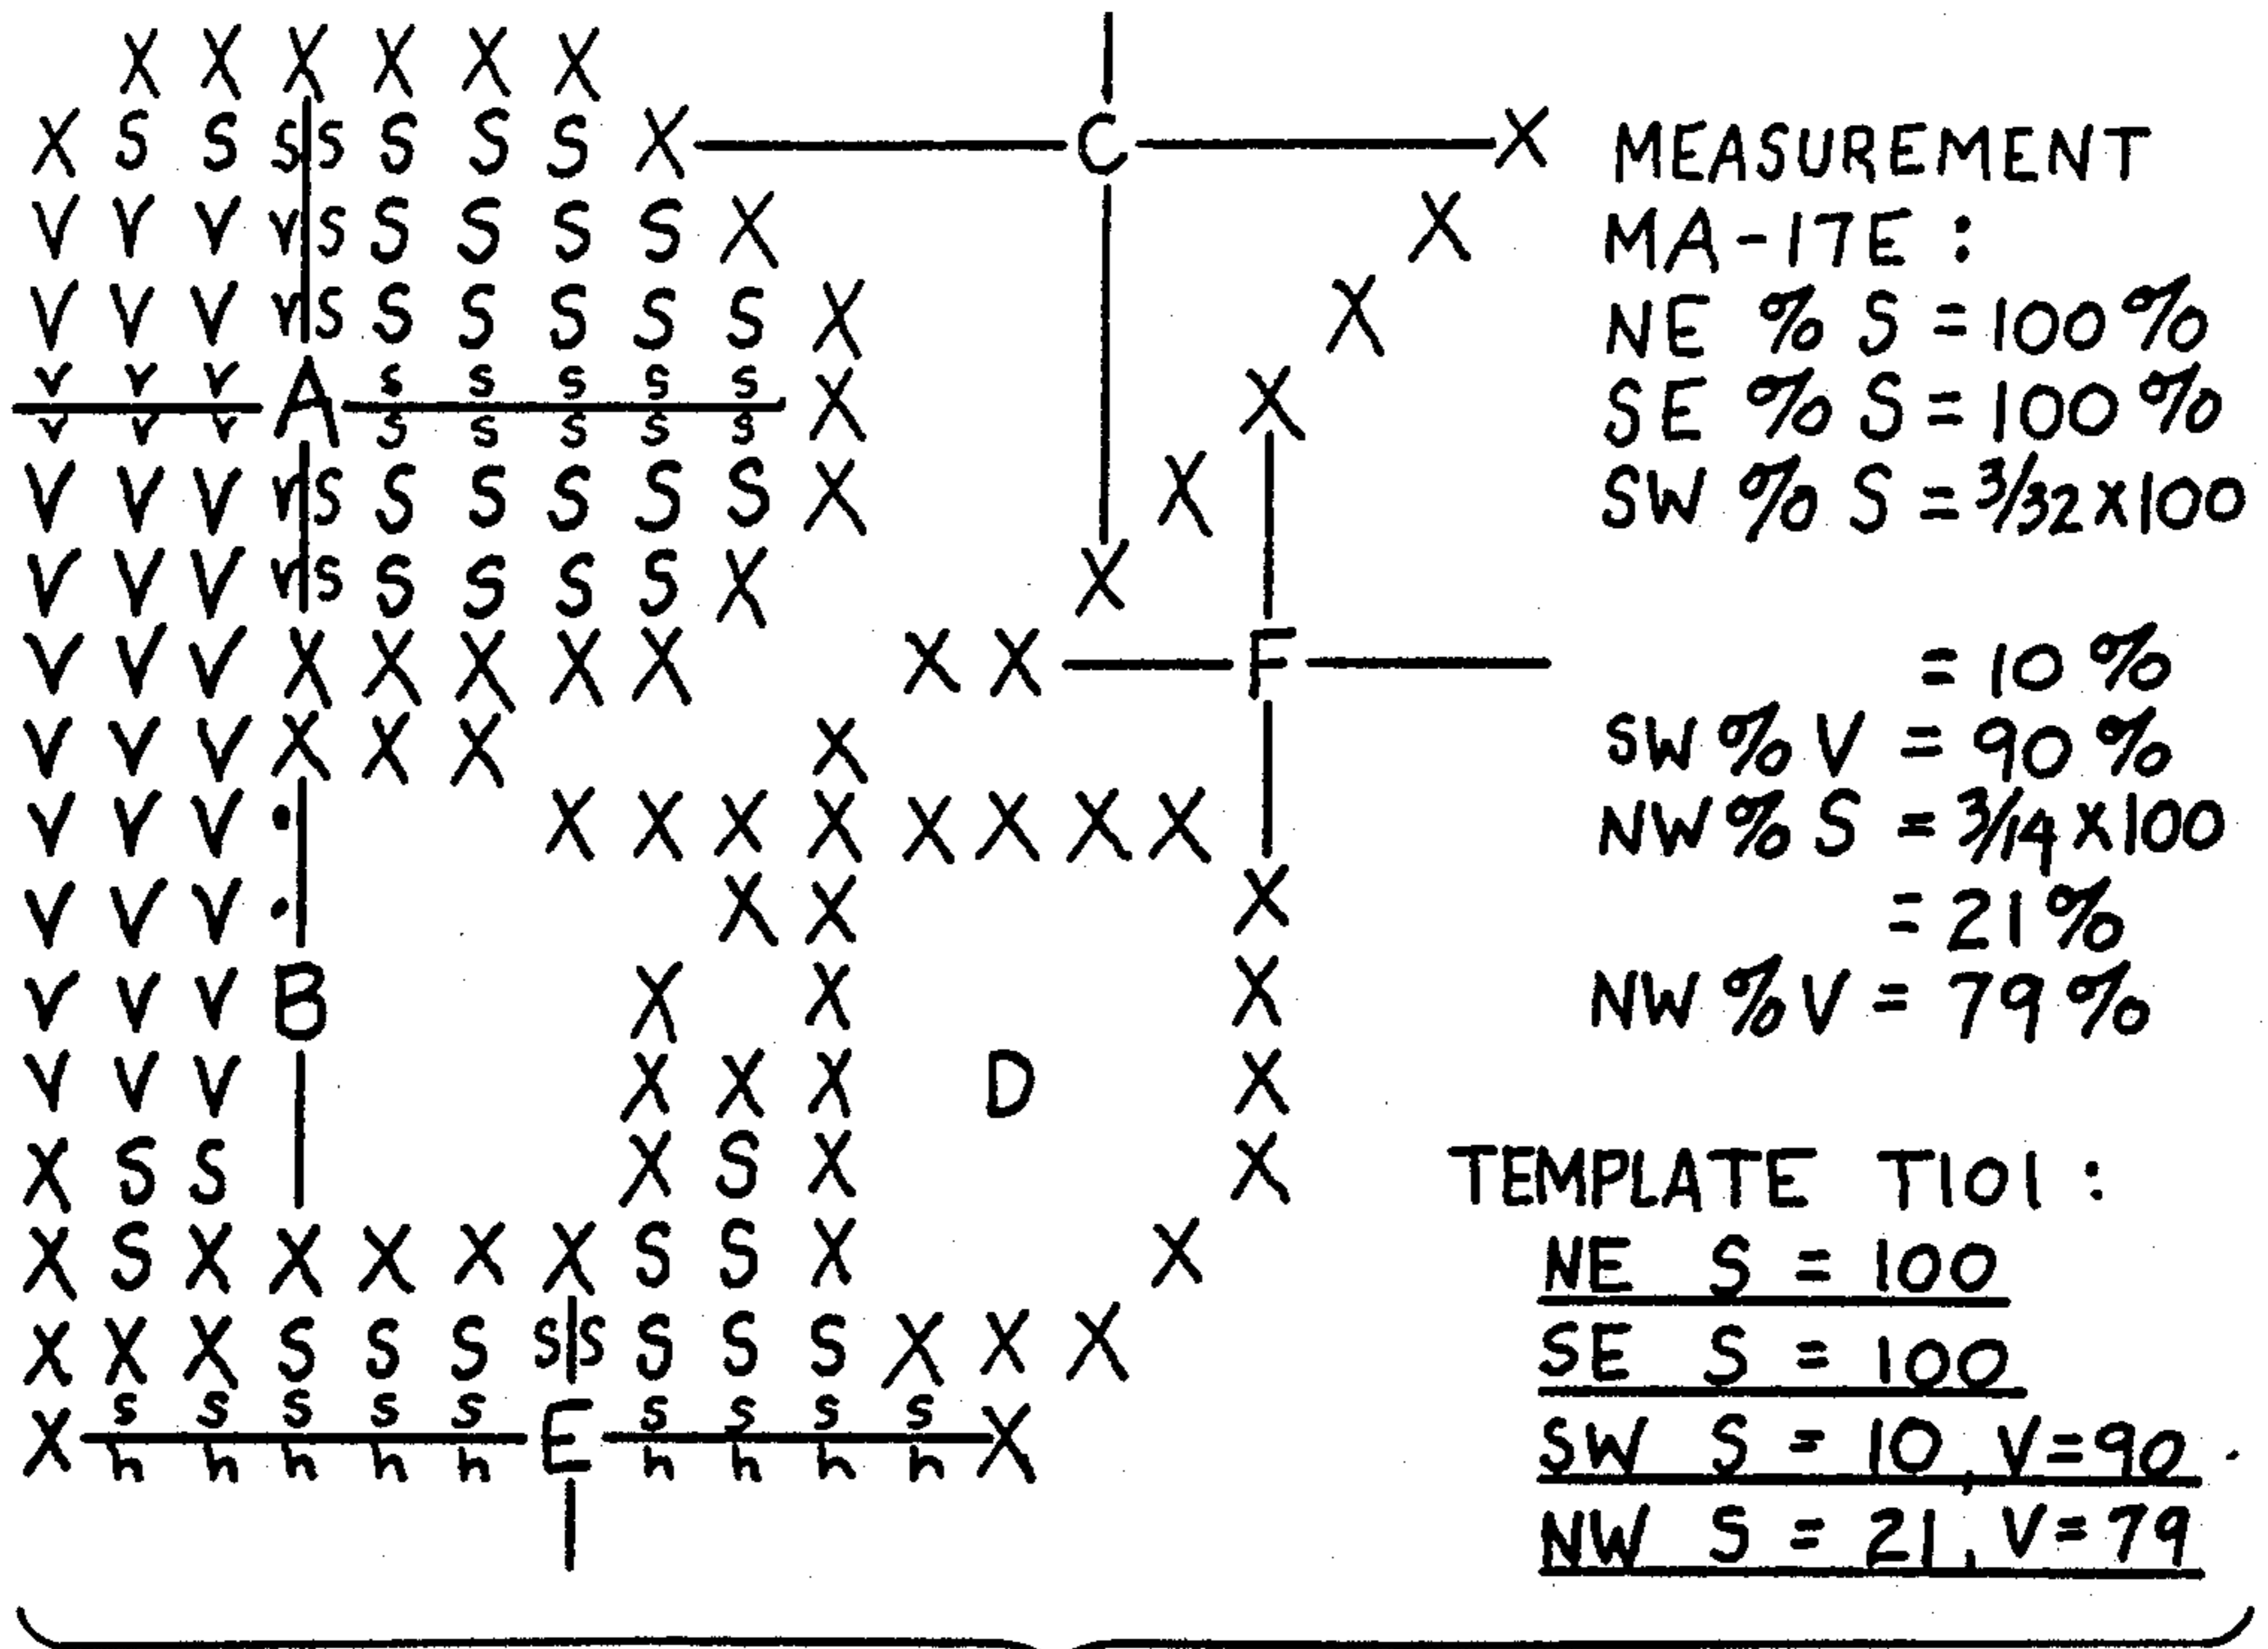 X X X X X X
X S S S S S S S X C X MEASUREMENT
V V V V S S S S S X X MA-17E :
V V V V S S S S S S X X NE % S = 100%
V V V S S S S S
A X X SE % S = 100%
V V V S S S S S
V V V V S S S S S S X X SW % S = 3/32 X 100
V V V V S S S S S X X
V V V X X X X X X X F = 10%
V V V X X X X SW % V = 90%
V V V • X X X X X X X X NW % S = 3/14 X 100
V V V • X X X = 21%
V V V B X X X NW % V = 79%
V V V X X X D X
X S S X S X X TEMPLATE T101 :
X S X X X X X S S X X NE S = 100
X X X S S S S S S S S X X X SE S = 100
S S S S S S S S S
X E X SW S = 10, V=90
h h h h h h h h h
NW S = 21, V=79